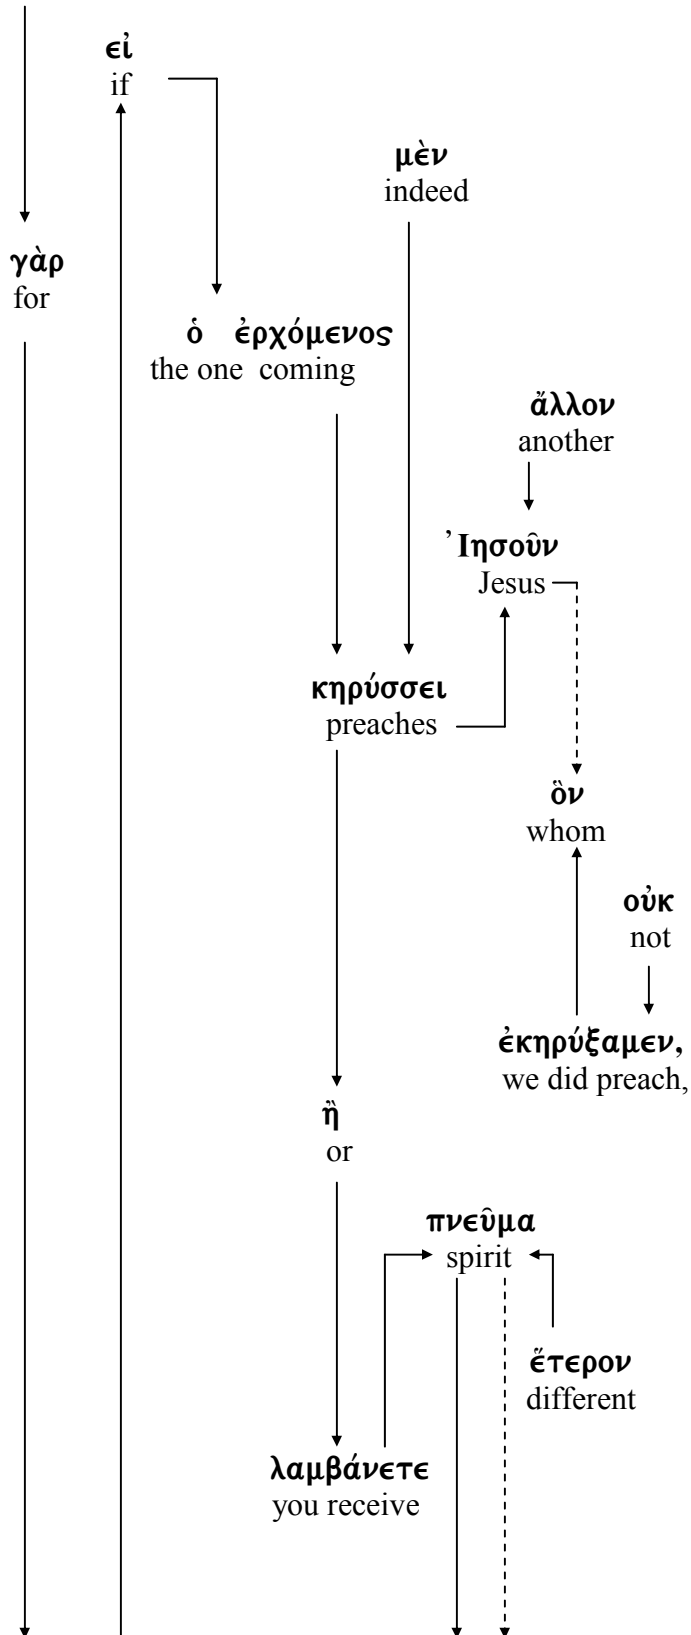 εἰ
if
μὲν
indeed
γὰρ
for
ὁ ἐρχόμενος
the one coming
ἄλλον
another
Ἰησοῦν
Jesus
κηρύσσει
preaches
ὃν
whom
οὐκ
not
ἐκηρύξαμεν,
we did preach,
ἢ
or
πνεῦμα
spirit
ἕτερον
different
λαμβάνετε
you receive